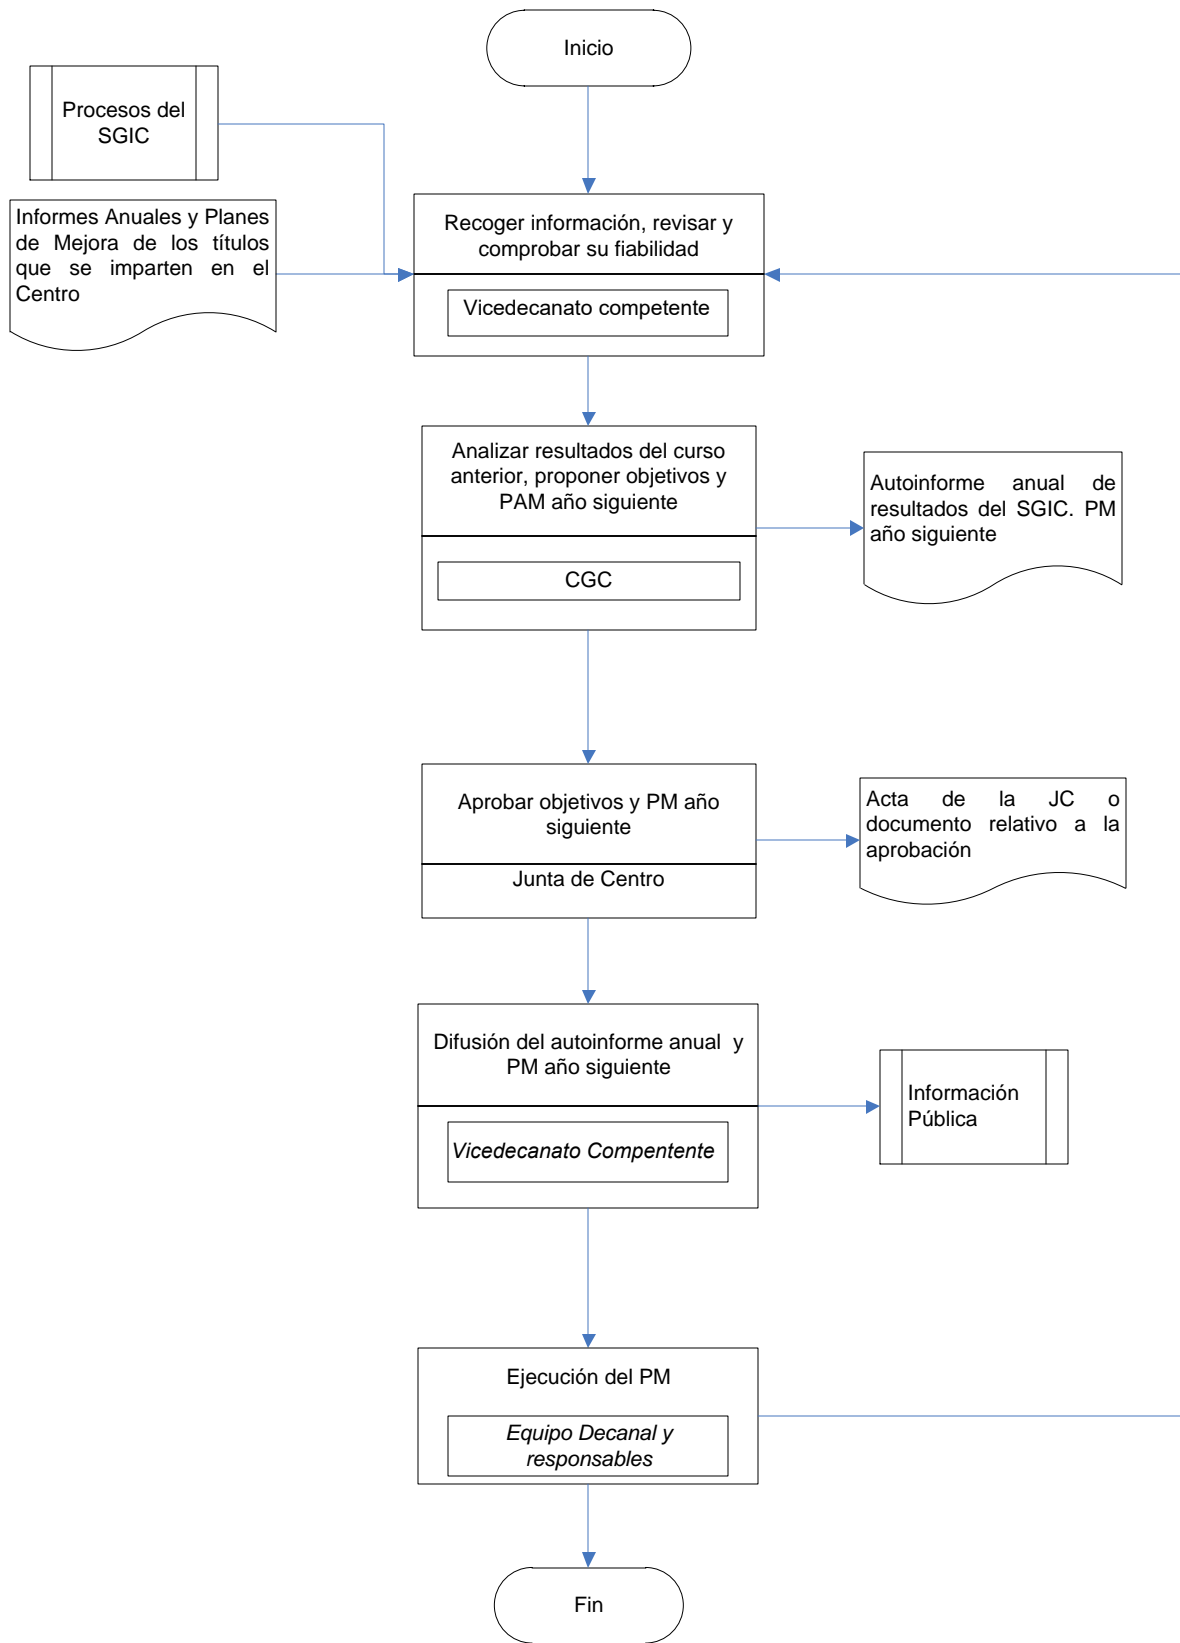 Inicio
Procesos del
SGIC
Informes Anuales y Planes
de Mejora de los títulos
que se imparten en el
Centro
Recoger información, revisar y
comprobar su fiabilidad
Vicedecanato competente
Analizar resultados del curso
anterior, proponer objetivos y
PAM año siguiente
CGC
Autoinforme anual de
resultados del SGIC. PM
año siguiente
Aprobar objetivos y PM año
siguiente
Junta de Centro
Acta de la JC o
documento relativo a la
aprobación
Difusión del autoinforme anual y
PM año siguiente
Vicedecanato Compentente
Información
Pública
Ejecución del PM
Equipo Decanal y
responsables
Fin